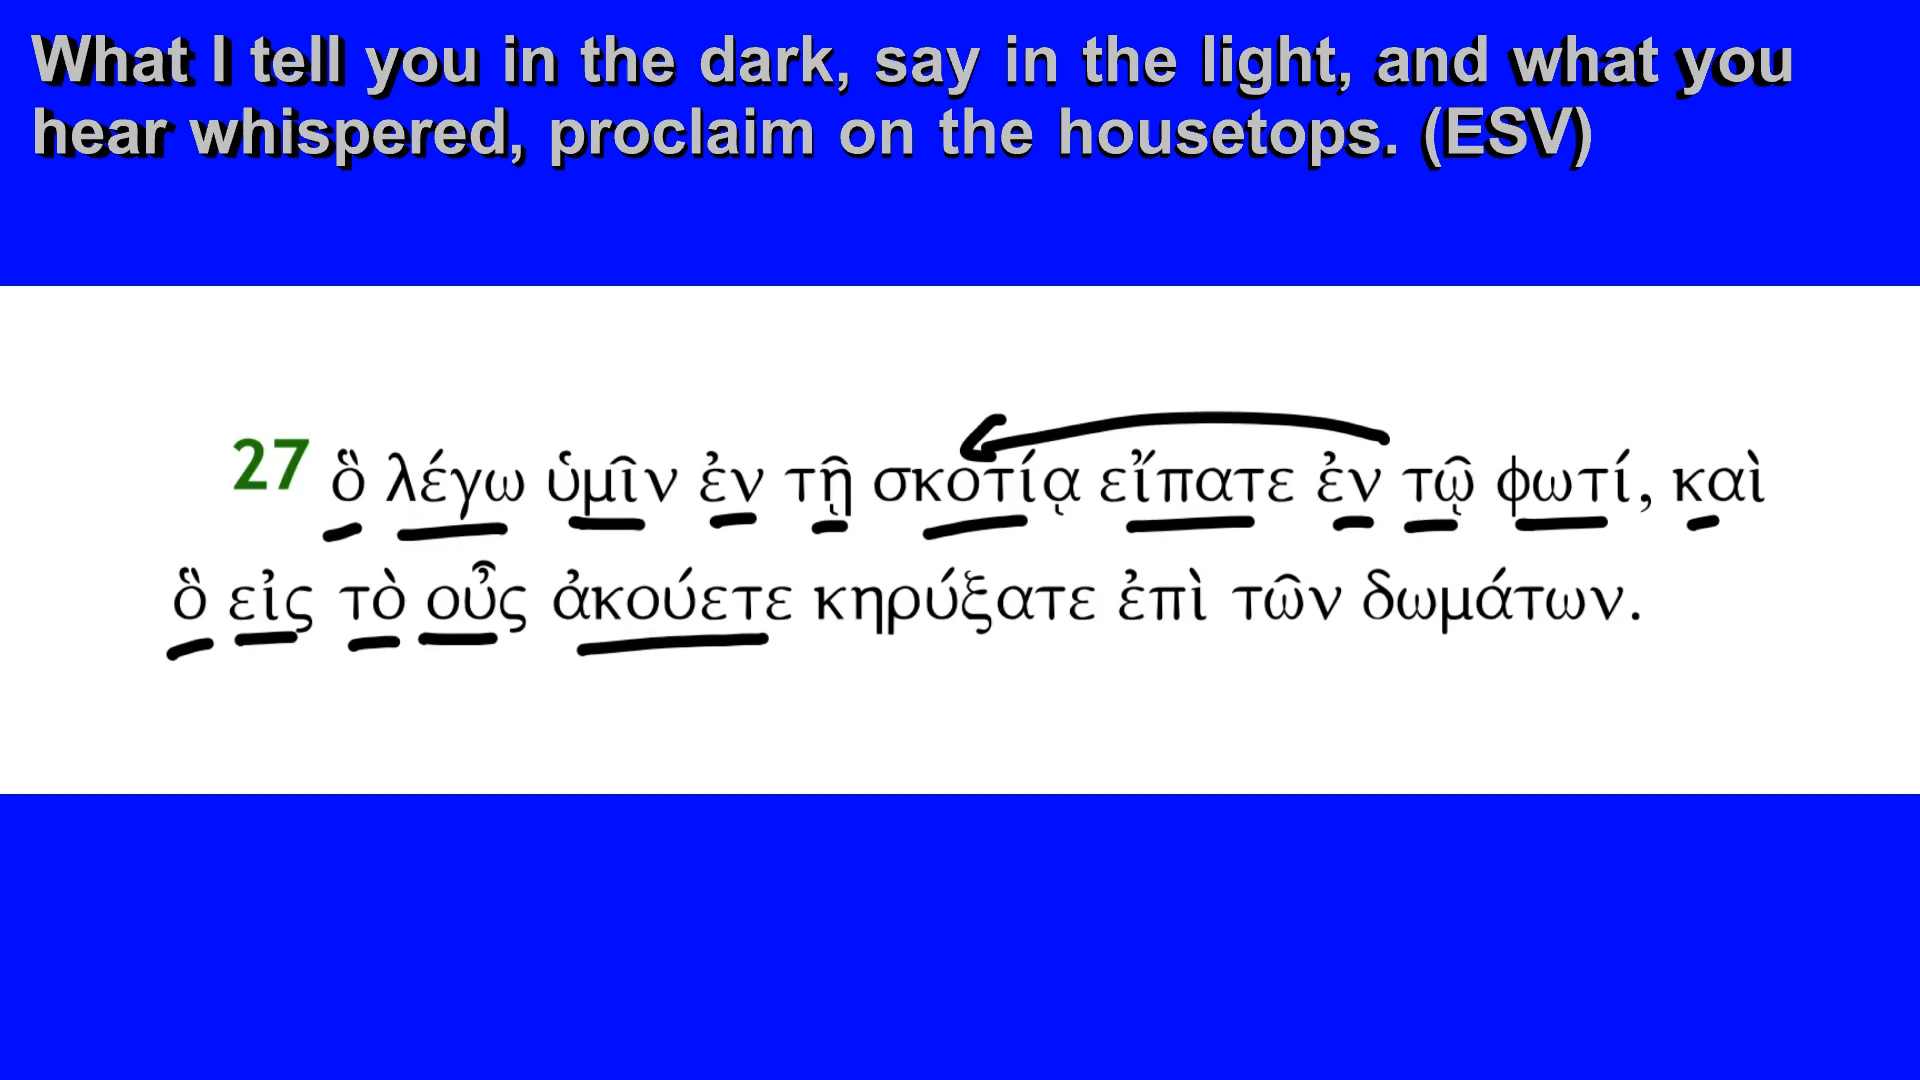 What I tell you in the dark, say in the light, and what you
hear whispered, proclaim on the housetops. (ESV)
27 ὃ λέγω ὑμῖν ἐν τῇ σκοτίᾳ εἴπατε ἐν τῷ φωτί, καὶ
ὃ εἰς τὸ οὖς ἀκούετε κηρύξατε ἐπὶ τῶν δωμάτων.